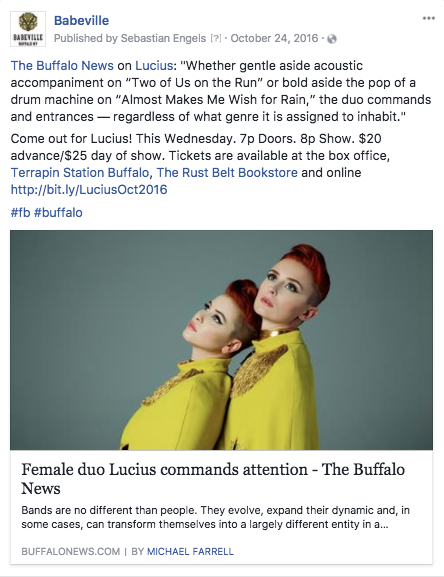 BABEVILLE
BUFFALO NY
Babeville
Published by Sebastian Engels [?] · October 24, 2016 ·
The Buffalo News on Lucius: "Whether gentle aside acoustic
accompaniment on “Two of Us on the Run” or bold aside the pop of a
drum machine on “Almost Makes Me Wish for Rain,” the duo commands
and entrances — regardless of what genre it is assigned to inhabit."
Come out for Lucius! This Wednesday. 7p Doors. 8p Show. $20
advance/$25 day of show. Tickets are available at the box office,
Terrapin Station Buffalo, The Rust Belt Bookstore and online
http://bit.ly/LuciusOct2016
#fb #buffalo
Female duo Lucius commands attention - The Buffalo
News
Bands are no different than people. They evolve, expand their dynamic and, in
some cases, can transform themselves into a largely different entity in a...
BUFFALONEWS.COM | BY MICHAEL FARRELL